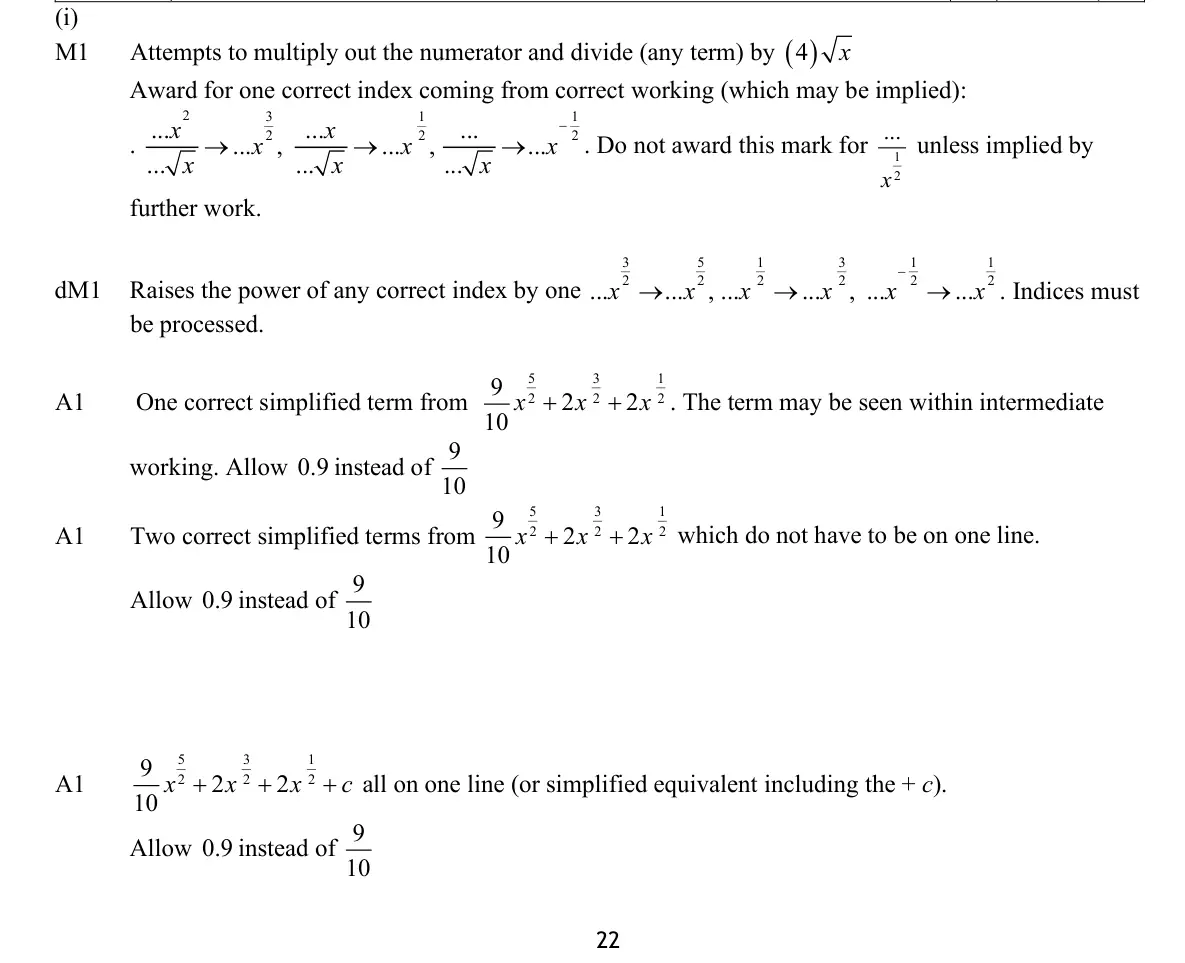 (i)
M1 Attempts to multiply out the numerator and divide (any term) by (4)√x
Award for one correct index coming from correct working (which may be implied):
. ...x²/...√x → ...x^(3/2), ...x/...√x → ...x^(1/2), .../...√x → ...x^(−1/2). Do not award this mark for .../x^(1/2) unless implied by
further work.
dM1 Raises the power of any correct index by one ...x^(3/2) → ...x^(5/2), ...x^(1/2) → ...x^(3/2), ...x^(−1/2) → ...x^(1/2). Indices must
be processed.
A1 One correct simplified term from 9/10 x^(5/2) + 2x^(3/2) + 2x^(1/2). The term may be seen within intermediate
working. Allow 0.9 instead of 9/10
A1 Two correct simplified terms from 9/10 x^(5/2) + 2x^(3/2) + 2x^(1/2) which do not have to be on one line.
Allow 0.9 instead of 9/10
A1 9/10 x^(5/2) + 2x^(3/2) + 2x^(1/2) + c all on one line (or simplified equivalent including the + c).
Allow 0.9 instead of 9/10
22